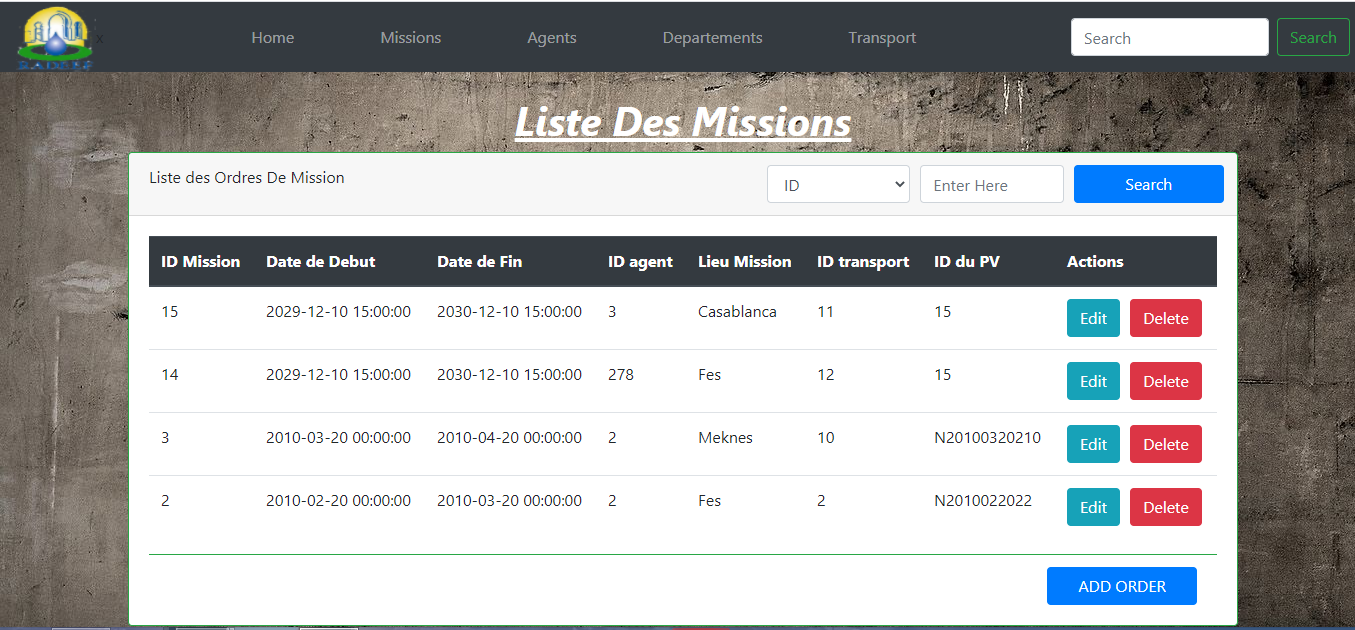 Home Missions Agents Departements Transport Search Search
Liste Des Missions
Liste des Ordres De Mission ID Enter Here Search
ID Mission Date de Debut Date de Fin ID agent Lieu Mission ID transport ID du PV Actions
15 2029-12-10 15:00:00 2030-12-10 15:00:00 3 Casablanca 11 15 Edit Delete
14 2029-12-10 15:00:00 2030-12-10 15:00:00 278 Fes 12 15 Edit Delete
3 2010-03-20 00:00:00 2010-04-20 00:00:00 2 Meknes 10 N20100320210 Edit Delete
2 2010-02-20 00:00:00 2010-03-20 00:00:00 2 Fes 2 N2010022022 Edit Delete
ADD ORDER